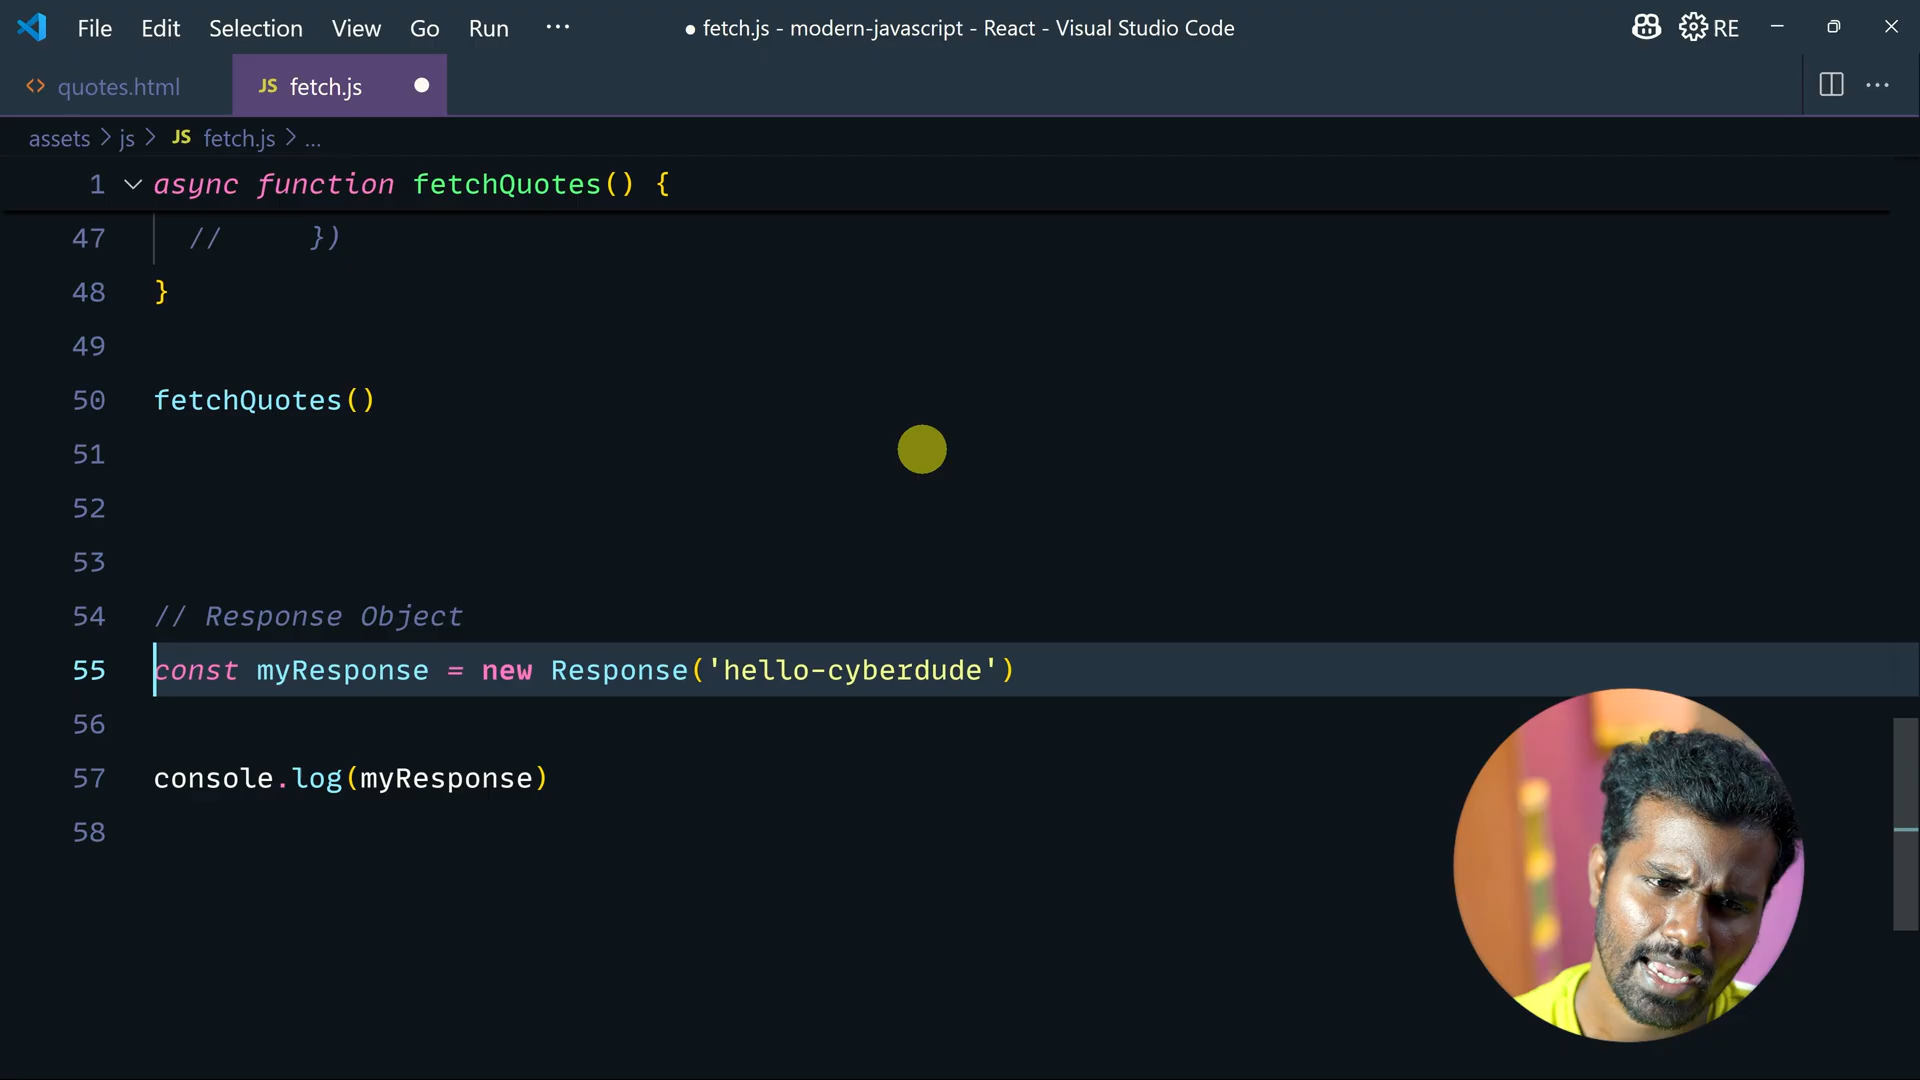 File Edit Selection View Go Run ···
● fetch.js - modern-javascript - React - Visual Studio Code
RE
<> quotes.html
JS fetch.js ●
assets > js > JS fetch.js > ...
1 async function fetchQuotes() {
47 // })
48 }
49
50 fetchQuotes()
51
52
53
54 // Response Object
55 const myResponse = new Response('hello-cyberdude')
56
57 console.log(myResponse)
58